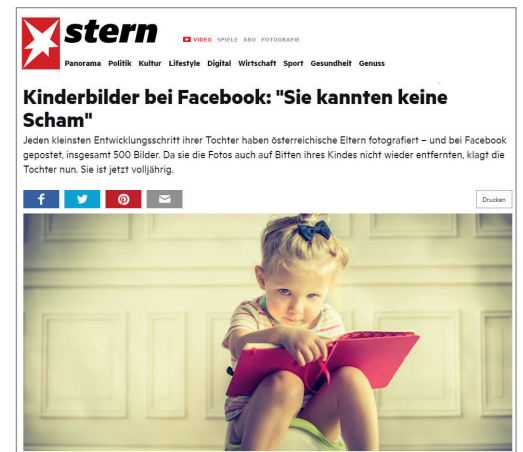 stern
VIDEO SPIELE ABO FOTOGRAFIE
Panorama Politik Kultur Lifestyle Digital Wirtschaft Sport Gesundheit Genuss
Kinderbilder bei Facebook: "Sie kannten keine
Scham"
Jeden kleinsten Entwicklungsschritt ihrer Tochter haben österreichische Eltern fotografiert – und bei Facebook
gepostet, insgesamt 500 Bilder. Da sie die Fotos auch auf Bitten ihres Kindes nicht wieder entfernten, klagt die
Tochter nun. Sie ist jetzt volljährig.
Drucken